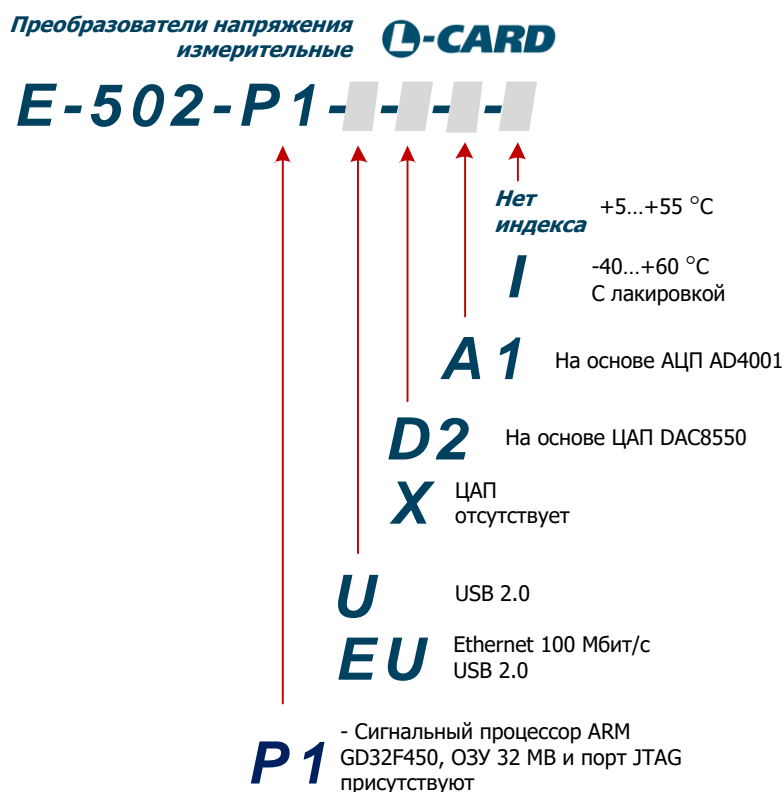 Преобразователи напряжения
измерительные
L-CARD
E-502-P1- - - -
Нет
индекса
+5...+55 °C
I
-40...+60 °C
С лакировкой
A1
На основе АЦП AD4001
D2
На основе ЦАП DAC8550
X
ЦАП
отсутствует
U
USB 2.0
EU
Ethernet 100 Мбит/с
USB 2.0
P1
- Сигнальный процессор ARM
GD32F450, ОЗУ 32 MB и порт JTAG
присутствуют